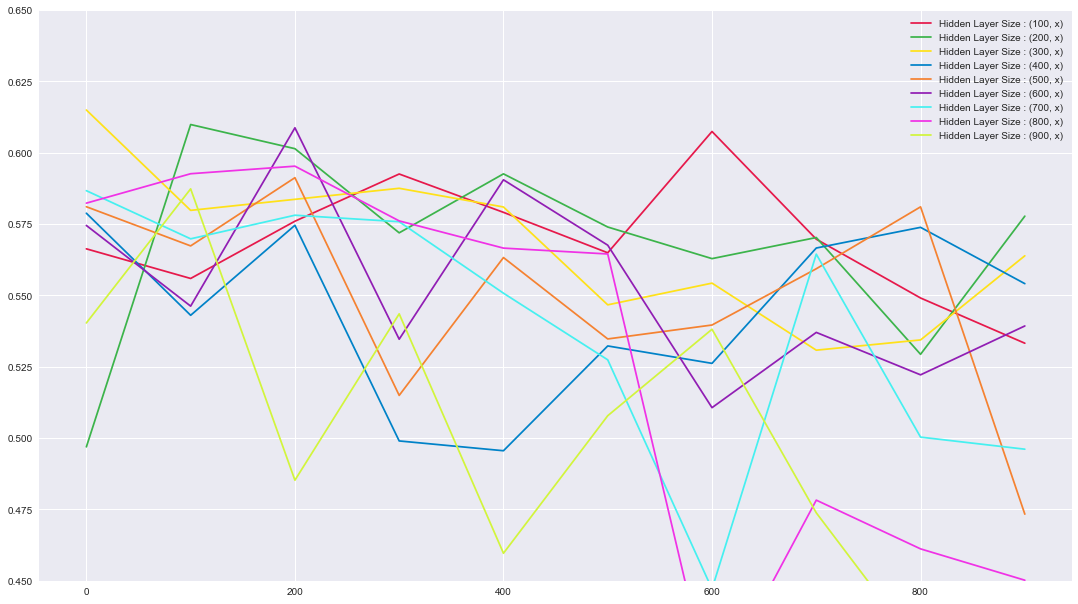 0.650
0.625
0.600
0.575
0.550
0.525
0.500
0.475
0.450
0 200 400 600 800
Hidden Layer Size : (100, x)
Hidden Layer Size : (200, x)
Hidden Layer Size : (300, x)
Hidden Layer Size : (400, x)
Hidden Layer Size : (500, x)
Hidden Layer Size : (600, x)
Hidden Layer Size : (700, x)
Hidden Layer Size : (800, x)
Hidden Layer Size : (900, x)